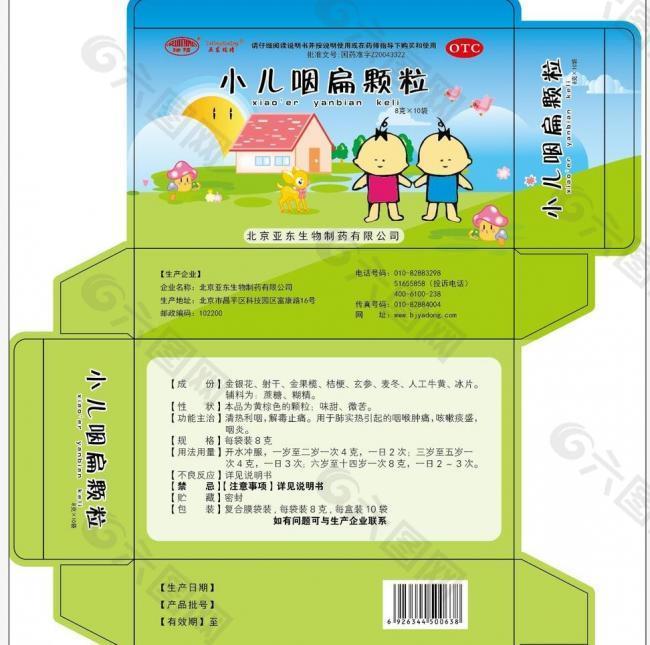 请仔细阅读说明书并按说明使用或在药师指导下购买和使用
批准文号: 国药准字Z20043322
OTC
小儿咽扁颗粒
xiao'er yanbian keli
8克×10袋
北京亚东生物制药有限公司
小儿咽扁颗粒
xiao'er yanbian keli
8克×10袋
【生产企业】
企业名称: 北京亚东生物制药有限公司
生产地址: 北京市昌平区科技园区富康路16号
邮政编码: 102200
电话号码: 010-82883298
51655858 (投诉电话)
400-6100-238
传真号码: 010-82884004
网 址: www.bjyadong.com
小儿咽扁颗粒
xiao'er yanbian keli
8克×10袋
【成 份】金银花、射干、金果榄、桔梗、玄参、麦冬、人工牛黄、冰片。
辅料为: 蔗糖、糊精。
【性 状】本品为黄棕色的颗粒; 味甜、微苦。
【功能主治】清热利咽, 解毒止痛。用于肺实热引起的咽喉肿痛, 咳嗽痰盛,
咽炎。
【规 格】每袋装8克
【用法用量】开水冲服, 一岁至二岁一次4克, 一日2次; 三岁至五岁一
次4克, 一日3次; 六岁至十四岁一次8克, 一日2~3次。
【不良反应】详见说明书
【禁 忌】【注意事项】详见说明书
【贮 藏】密封
【包 装】复合膜袋装, 每袋装8克, 每盒装10袋
如有问题可与生产企业联系
【生产日期】
【产品批号】
【有效期】至
6926344500638